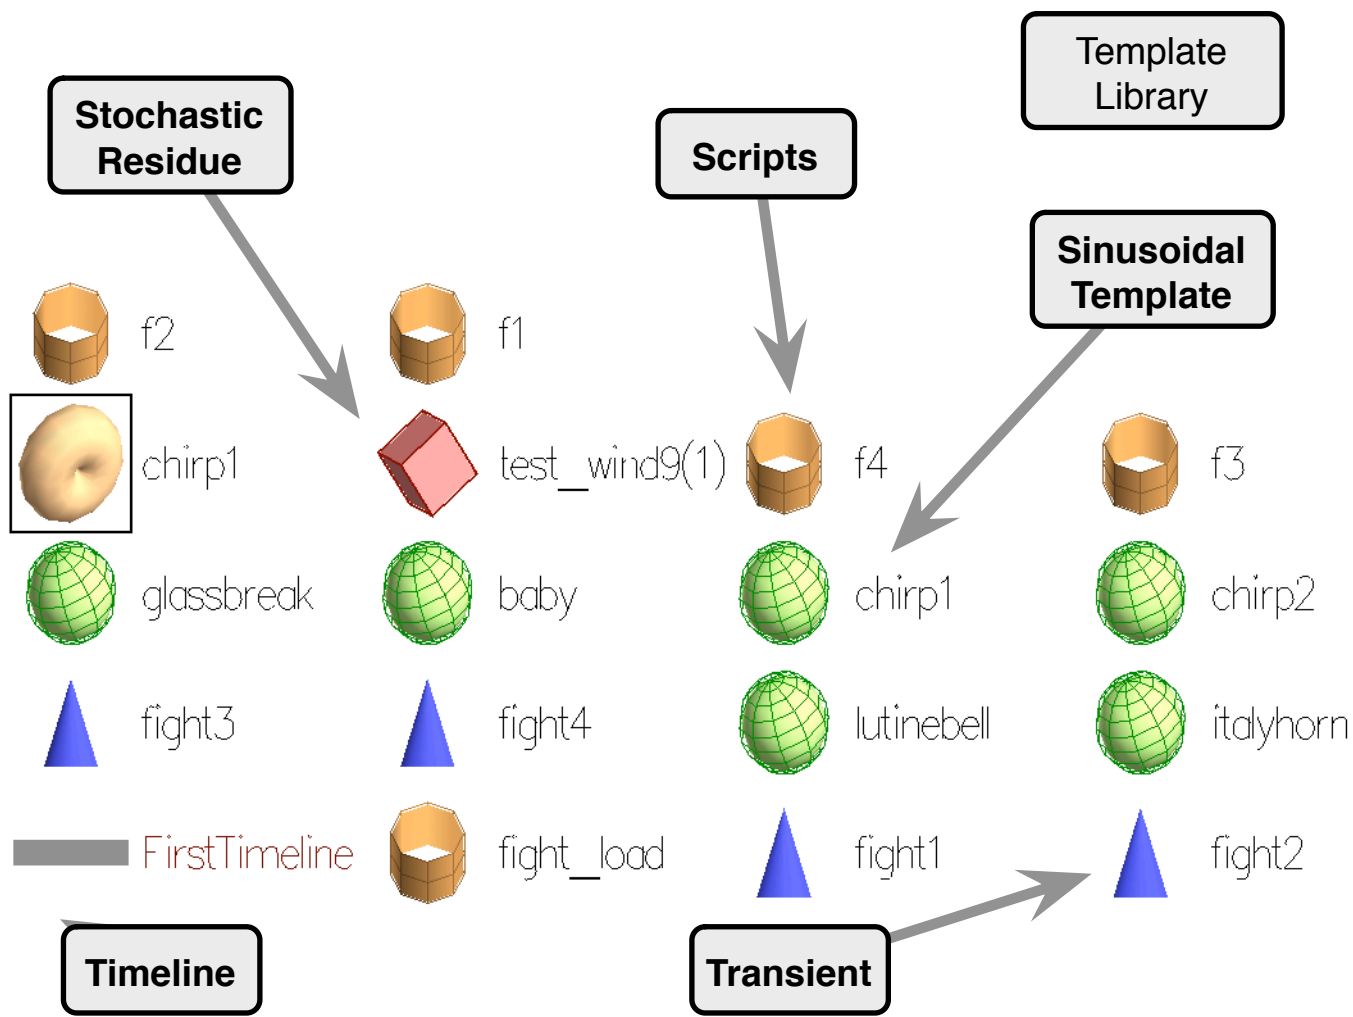 Template
Library
Stochastic
Residue
Scripts
Sinusoidal
Template
f2
f1
chirp1
test_wind9(1)
f4
f3
glassbreak
baby
chirp1
chirp2
fight3
fight4
lutinebell
italyhorn
FirstTimeline
fight_load
fight1
fight2
Timeline
Transient